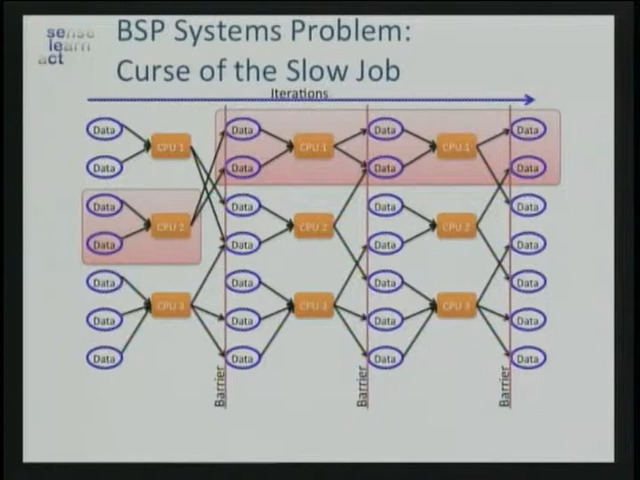 sense
learn
act
BSP Systems Problem:
Curse of the Slow Job
Iterations
Data Data Data Data
CPU 1 CPU 1 CPU 1
Data Data Data Data
Data Data Data Data
CPU 2 CPU 2 CPU 2
Data Data Data Data
Data Data Data Data
CPU 3 CPU 3 CPU 3
Data Data Data Data
Data Data Data Data
Barrier Barrier Barrier